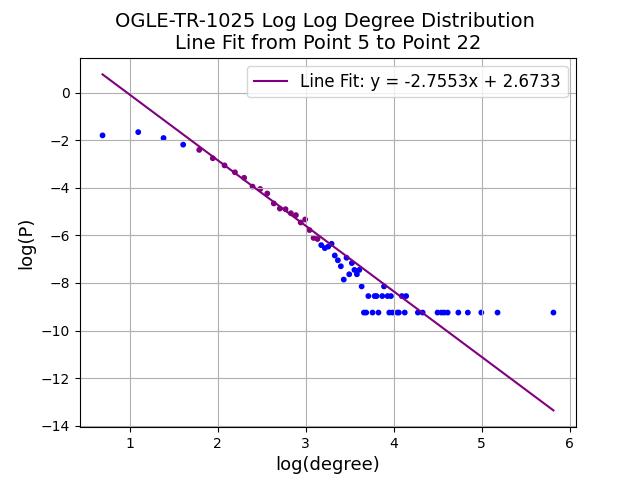 OGLE-TR-1025 Log Log Degree Distribution
Line Fit from Point 5 to Point 22
Line Fit: y = -2.7553x + 2.6733
0
−2
−4
−6
−8
−10
−12
−14
log(P)
1 2 3 4 5 6
log(degree)